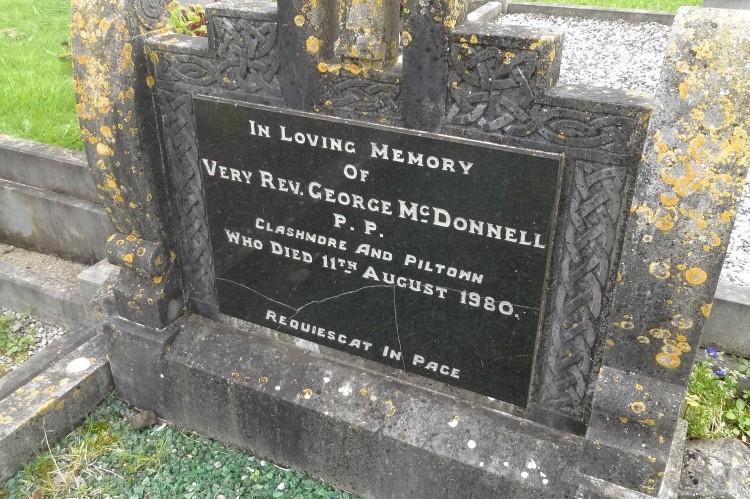 In Loving Memory
Of
Very Rev. George McDonnell
P. P.
Clashmore And Piltown
Who Died 11th August 1980.
Requiescat In Pace